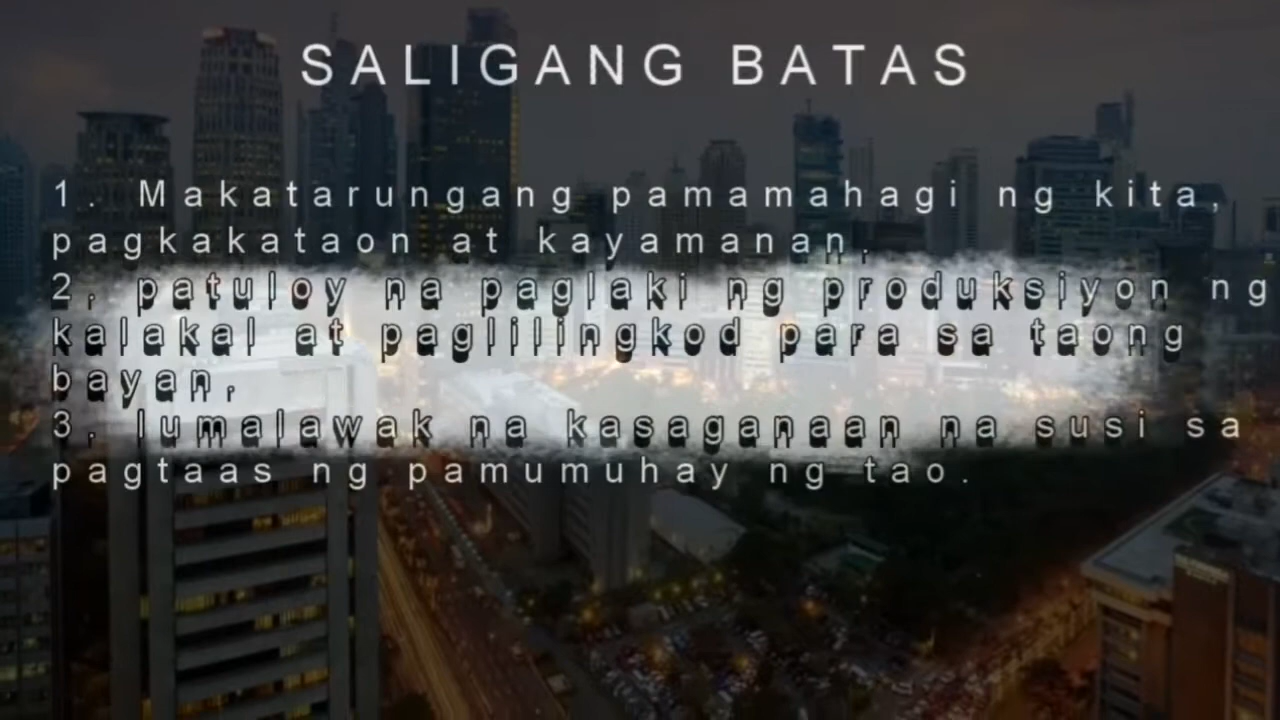 SALIGANG BATAS
1. Makatarungang pamamahagi ng kita,
pagkakataon at kayamanan.
2. patuloy na paglaki ng produksiyon ng
kalakal at paglilingkod para sa taong
bayan.
3. lumalawak na kasaganaan na susi sa
pagtaas ng pamumuhay ng tao.